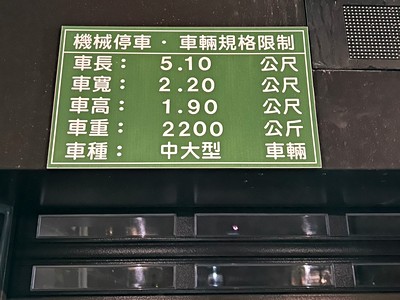 機械停車・車輛規格限制
車長： 5.10 公尺
車寬： 2.20 公尺
車高： 1.90 公尺
車重： 2200 公斤
車種： 中大型 車輛